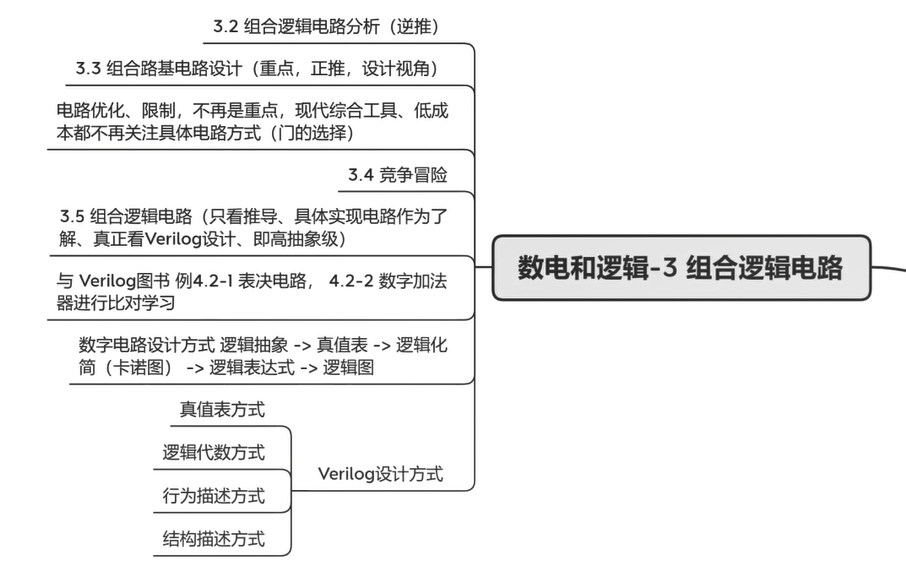 3.2 组合逻辑电路分析（逆推）
3.3 组合路基电路设计（重点，正推，设计视角）
电路优化、限制，不再是重点，现代综合工具、低成
本都不再关注具体电路方式（门的选择）
3.4 竞争冒险
3.5 组合逻辑电路（只看推导、具体实现电路作为了
解、真正看Verilog设计、即高抽象级）
与 Verilog图书 例4.2-1 表决电路， 4.2-2 数字加法
器进行比对学习
数字电路设计方式 逻辑抽象 -> 真值表 -> 逻辑化
简（卡诺图） -> 逻辑表达式 -> 逻辑图
真值表方式
逻辑代数方式
行为描述方式
结构描述方式
Verilog设计方式
数电和逻辑-3 组合逻辑电路